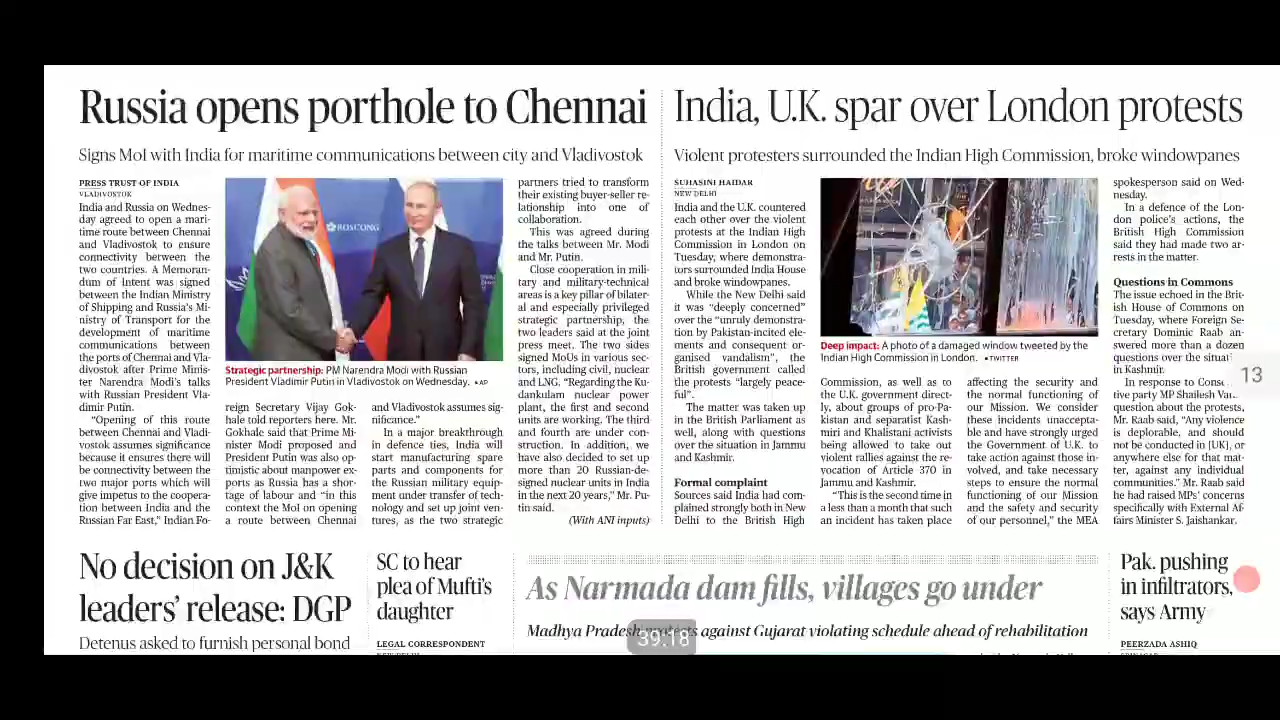 Russia opens porthole to Chennai
Signs MoI with India for maritime communications between city and Vladivostok
PRESS TRUST OF INDIA
VLADIVOSTOK
India and Russia on Wednes-
day agreed to open a mari-
time route between Chennai
and Vladivostok to ensure
connectivity between the
two countries. A Memoran-
dum of Intent was signed
between the Indian Ministry
of Shipping and Russia's Mi-
nistry of Transport for the
development of maritime
communications between
the ports of Chennai and Vla-
divostok after Prime Minis-
ter Narendra Modi's talks
with Russian President Vla-
dimir Putin.
"Opening of this route
between Chennai and Vladi-
vostok assumes significance
because it ensures there will
be connectivity between the
two major ports which will
give impetus to the coopera-
tion between India and the
Russian Far East," Indian Fo-
ROSCONG
Strategic partnership: PM Narendra Modi with Russian
President Vladimir Putin in Vladivostok on Wednesday. •AP
reign Secretary Vijay Gok-
hale told reporters here. Mr.
Gokhale said that Prime Mi-
nister Modi proposed and
President Putin was also op-
timistic about manpower ex-
ports as Russia has a shor-
tage of labour and "in this
context the MoI on opening
a route between Chennai
and Vladivostok assumes sig-
nificance."
In a major breakthrough
in defence ties, India will
start manufacturing spare
parts and components for
the Russian military equip-
ment under transfer of tech-
nology and set up joint ven-
tures, as the two strategic
partners tried to transform
their existing buyer-seller re-
lationship into one of
collaboration.
This was agreed during
the talks between Mr. Modi
and Mr. Putin.
Close cooperation in mili-
tary and military-technical
areas is a key pillar of bilater-
al and especially privileged
strategic partnership, the
two leaders said at the joint
press meet. The two sides
signed MoUs in various sec-
tors, including civil, nuclear
and LNG. "Regarding the Ku-
dankulam nuclear power
plant, the first and second
units are working. The third
and fourth are under con-
struction. In addition, we
have also decided to set up
more than 20 Russian-de-
signed nuclear units in India
in the next 20 years," Mr. Pu-
tin said.
(With ANI inputs)
India, U.K. spar over London protests
Violent protesters surrounded the Indian High Commission, broke windowpanes
SUHASINI HAIDAR
NEW DELHI
India and the U.K. countered
each other over the violent
protests at the Indian High
Commission in London on
Tuesday, where demonstra-
tors surrounded India House
and broke windowpanes.
While the New Delhi said
it was "deeply concerned"
over the "unruly demonstra-
tion by Pakistan-incited ele-
ments and consequent or-
ganised vandalism", the
British government called
the protests "largely peace-
ful".
The matter was taken up
in the British Parliament as
well, along with questions
over the situation in Jammu
and Kashmir.
Formal complaint
Sources said India had com-
plained strongly both in New
Delhi to the British High
Deep impact: A photo of a damaged window tweeted by the
Indian High Commission in London. •TWITTER
Commission, as well as to
the U.K. government direct-
ly, about groups of pro-Pa-
kistan and separatist Kash-
miri and Khalistani activists
being allowed to take out
violent rallies against the re-
vocation of Article 370 in
Jammu and Kashmir.
"This is the second time in
a less than a month that such
an incident has taken place
affecting the security and
the normal functioning of
our Mission. We consider
these incidents unaccepta-
ble and have strongly urged
the Government of U.K. to
take action against those in-
volved, and take necessary
steps to ensure the normal
functioning of our Mission
and the safety and security
of our personnel," the MEA
spokesperson said on Wed-
nesday.
In a defence of the Lon-
don police's actions, the
British High Commission
said they had made two ar-
rests in the matter.
Questions in Commons
The issue echoed in the Brit-
ish House of Commons on
Tuesday, where Foreign Se-
cretary Dominic Raab an-
swered more than a dozen
questions over the
in Kashmir.
In response to
tive party MP Shailesh
question about the protests,
Mr. Raab said, "Any violence
is deplorable, and should
not be conducted in [UK], or
anywhere else for that mat-
ter, against any individual
communities." Mr. Raab said
he had raised MPs' concerns
specifically with External Af-
fairs Minister S. Jaishankar.
13
No decision on J&K
leaders' release: DGP
Detenus asked to furnish personal bond
SC to hear
plea of Mufti's
daughter
LEGAL CORRESPONDENT
As Narmada dam fills, villages go under
Madhya Pradesh protests against Gujarat violating schedule ahead of rehabilitation
39:18
Pak. pushing
in infiltrators,
says Army
PEERZADA ASHIQ